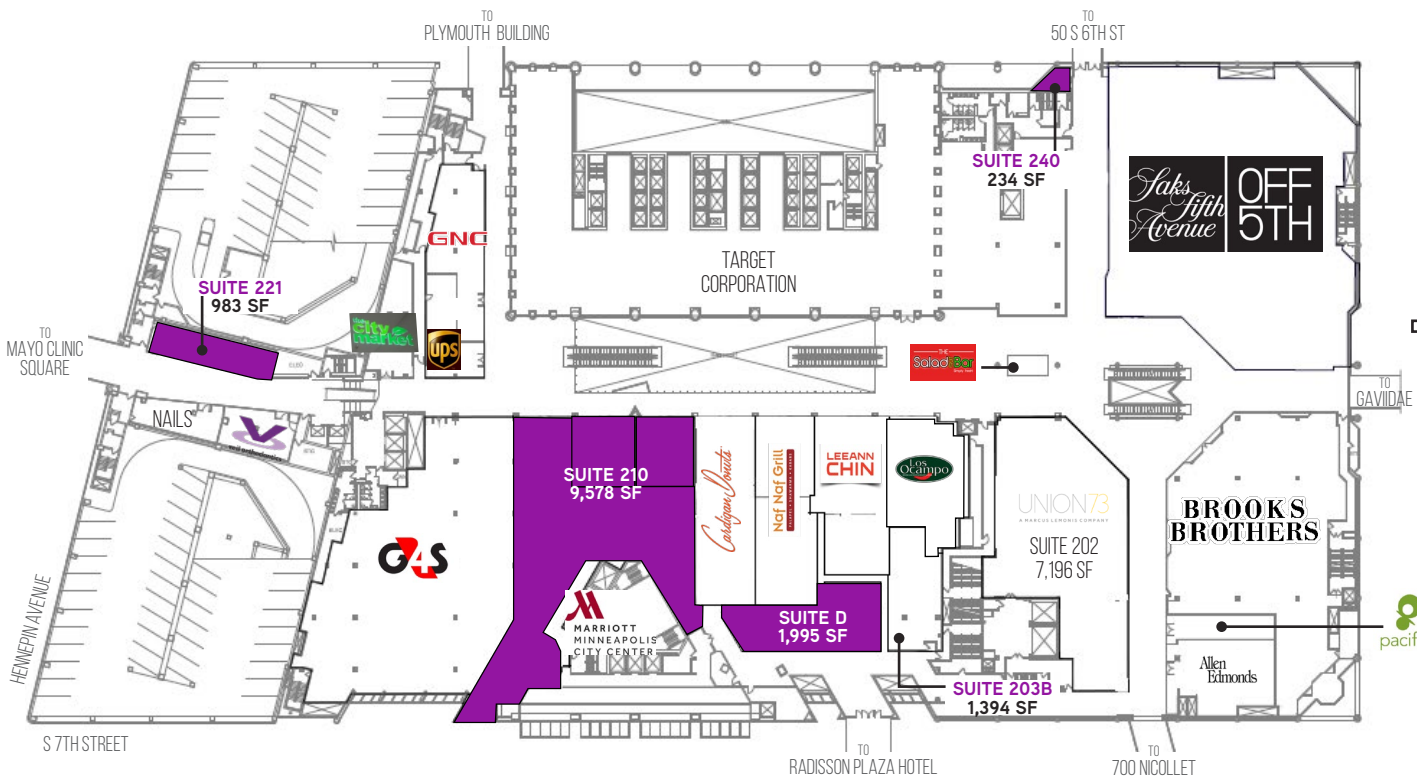 TO
PLYMOUTH BUILDING
TO
50 S 6TH ST
SUITE 240
234 SF
Saks
fifth
Avenue
OFF
5TH
GNC
TARGET
CORPORATION
SUITE 221
983 SF
the
city
market
ups
TO
MAYO CLINIC
SQUARE
THE
Salad Bar
TO
GAVIIDAE
NAILS
SUITE 210
9,578 SF
Cardigan Donuts
Naf Naf Grill
LEEANN
CHIN
Los
Ocampo
UNION73
A MARCUS LEMONIS COMPANY
SUITE 202
7,196 SF
BROOKS
BROTHERS
G4S
MARRIOTT
MINNEAPOLIS
CITY CENTER
SUITE D
1,995 SF
pacif
Allen
Edmonds
SUITE 203B
1,394 SF
HENNEPIN AVENUE
S 7TH STREET
TO
RADISSON PLAZA HOTEL
TO
700 NICOLLET